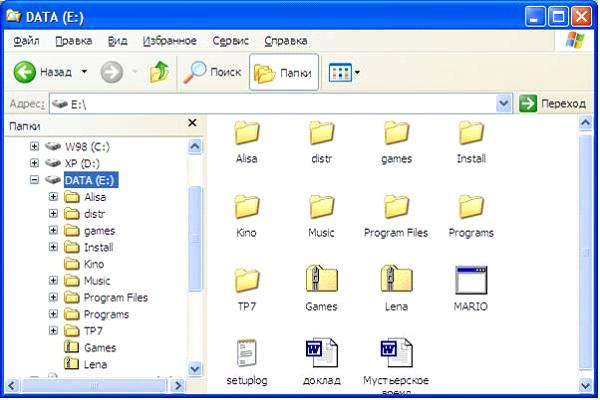 DATA (E:)
Файл Правка Вид Избранное Сервис Справка
Назад Поиск Папки
Адрес: E:\ Переход
Папки
W98 (C:)
XP (D:)
DATA (E:)
Alisa
distr
games
Install
Kino
Music
Program Files
Programs
TP7
Games
Lena
Alisa distr games Install
Kino Music Program Files Programs
TP7 Games Lena MARIO
setuplog доклад Мустьерское